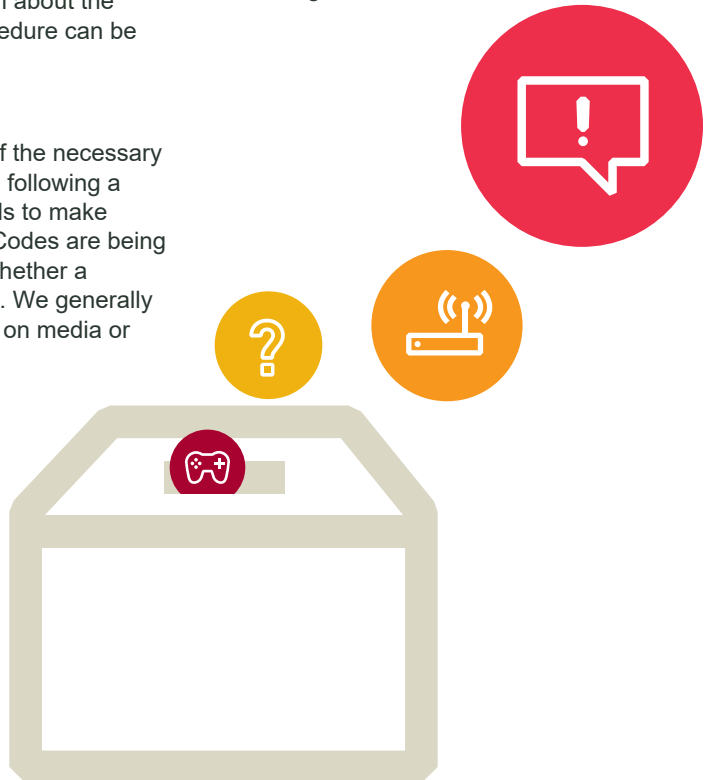 about the
edure can be
f the necessary
following a
ls to make
Codes are being
hether a
. We generally
on media or